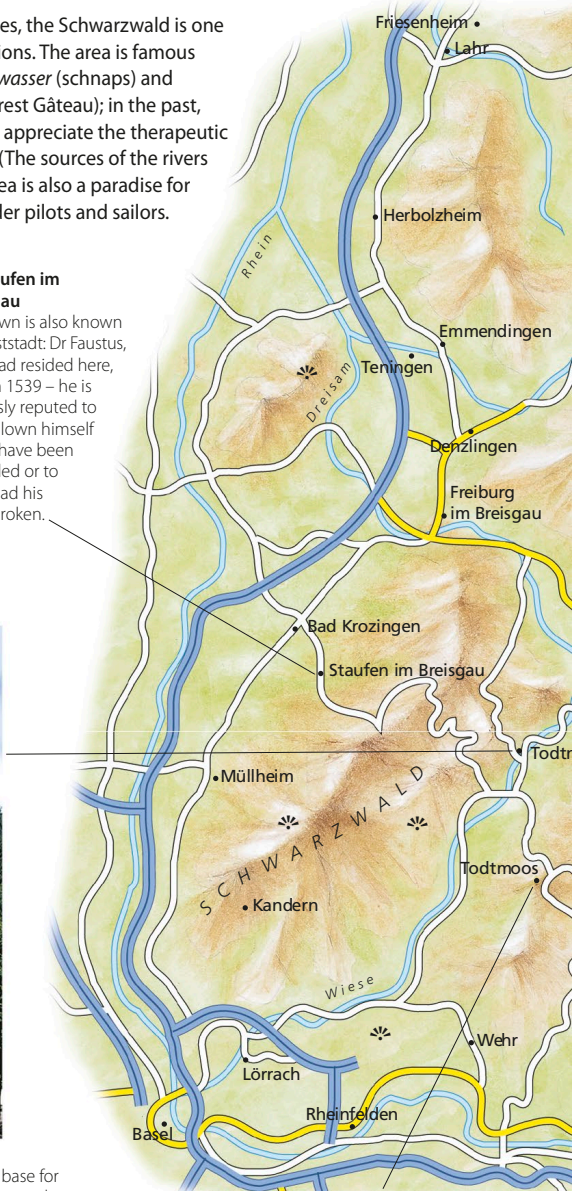 es, the Schwarzwald is one
ions. The area is famous
wasser (schnaps) and
rest Gâteau); in the past,
appreciate the therapeutic
(The sources of the rivers
ea is also a paradise for
der pilots and sailors.
ufen im
au
wn is also known
ststadt: Dr Faustus,
ad resided here,
n 1539 – he is
sly reputed to
lown himself
have been
led or to
ad his
roken.
Friesenheim
Lahr
Herbolzheim
Rhein
Emmendingen
Teningen
Dreisam
Denzlingen
Freiburg
im Breisgau
Bad Krozingen
Staufen im Breisgau
Todtr
Müllheim
SCHWARZWALD
Todtmoos
Kandern
Wiese
Wehr
Lörrach
Rheinfelden
Basel
base for